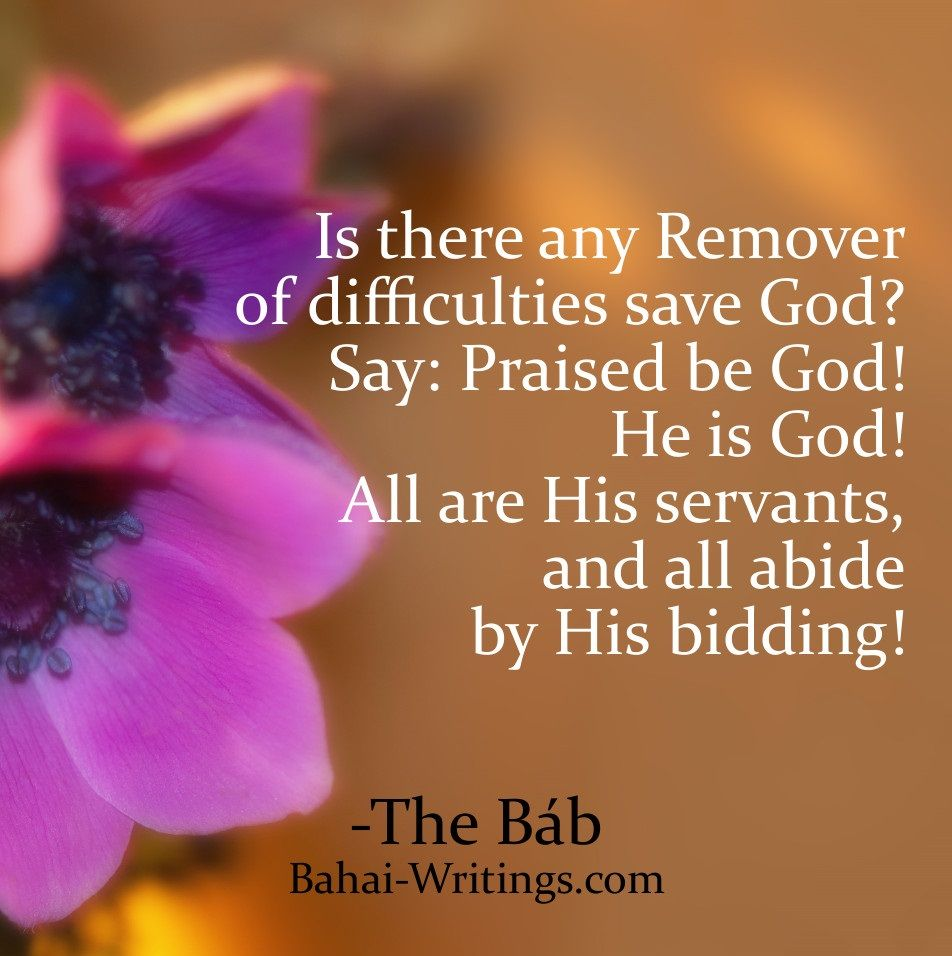 Is there any Remover
of difficulties save God?
Say: Praised be God!
He is God!
All are His servants,
and all abide
by His bidding!
-The Báb
Bahai-Writings.com